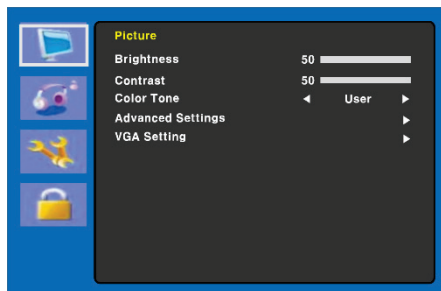 Picture
Brightness 50
Contrast 50
Color Tone User
Advanced Settings
VGA Setting